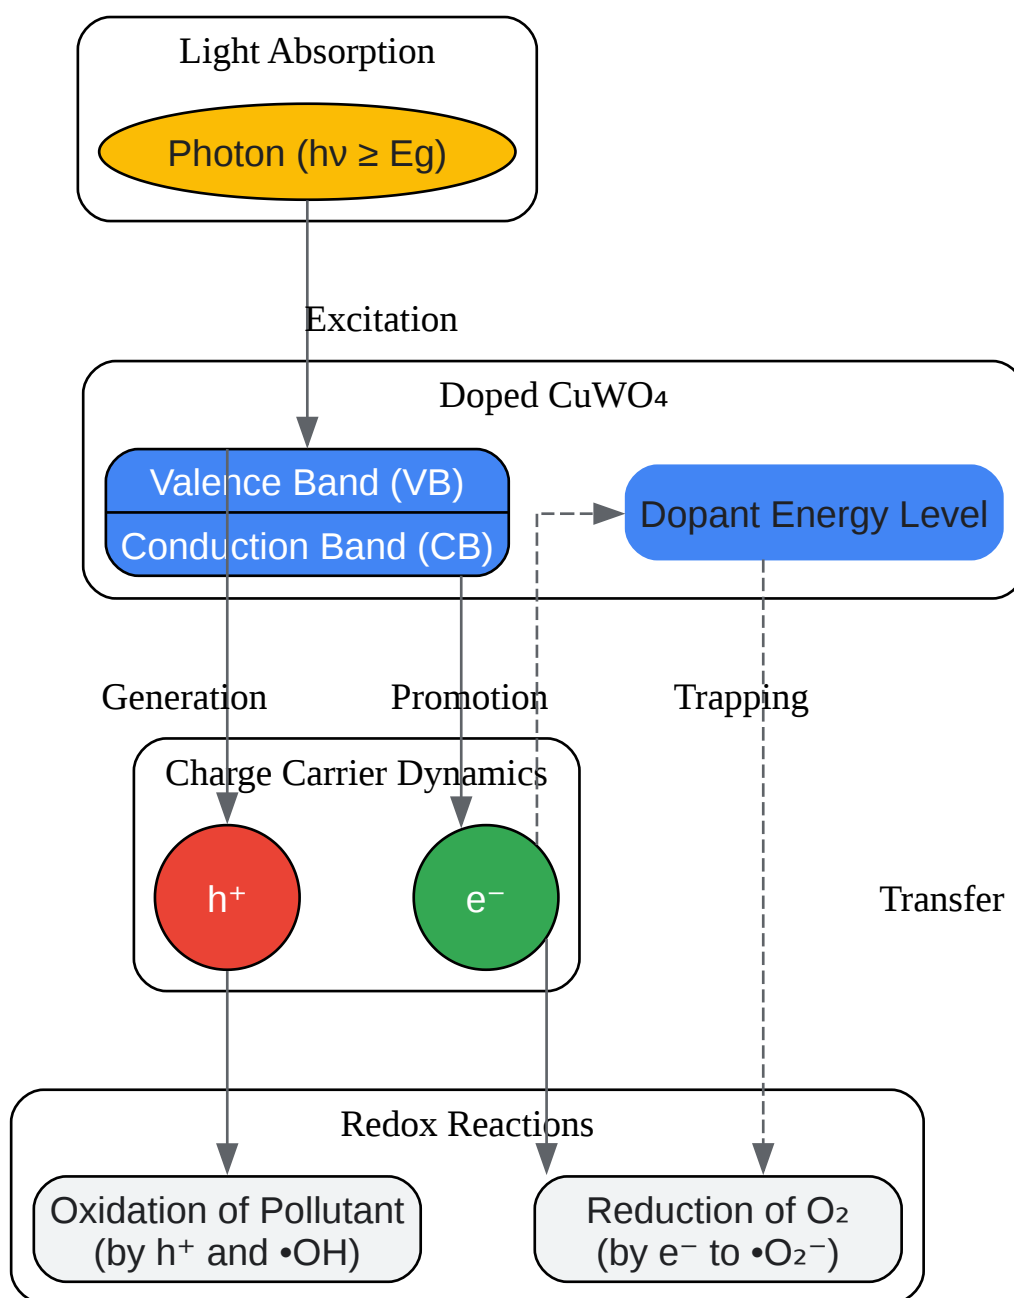 Light Absorption
Photon (hν ≥ Eg)
Excitation
Doped CuWO₄
Valence Band (VB)
Conduction Band (CB)
Dopant Energy Level
Generation
Promotion
Trapping
Charge Carrier Dynamics
h⁺
e⁻
Transfer
Redox Reactions
Oxidation of Pollutant
(by h⁺ and •OH)
Reduction of O₂
(by e⁻ to •O₂⁻)